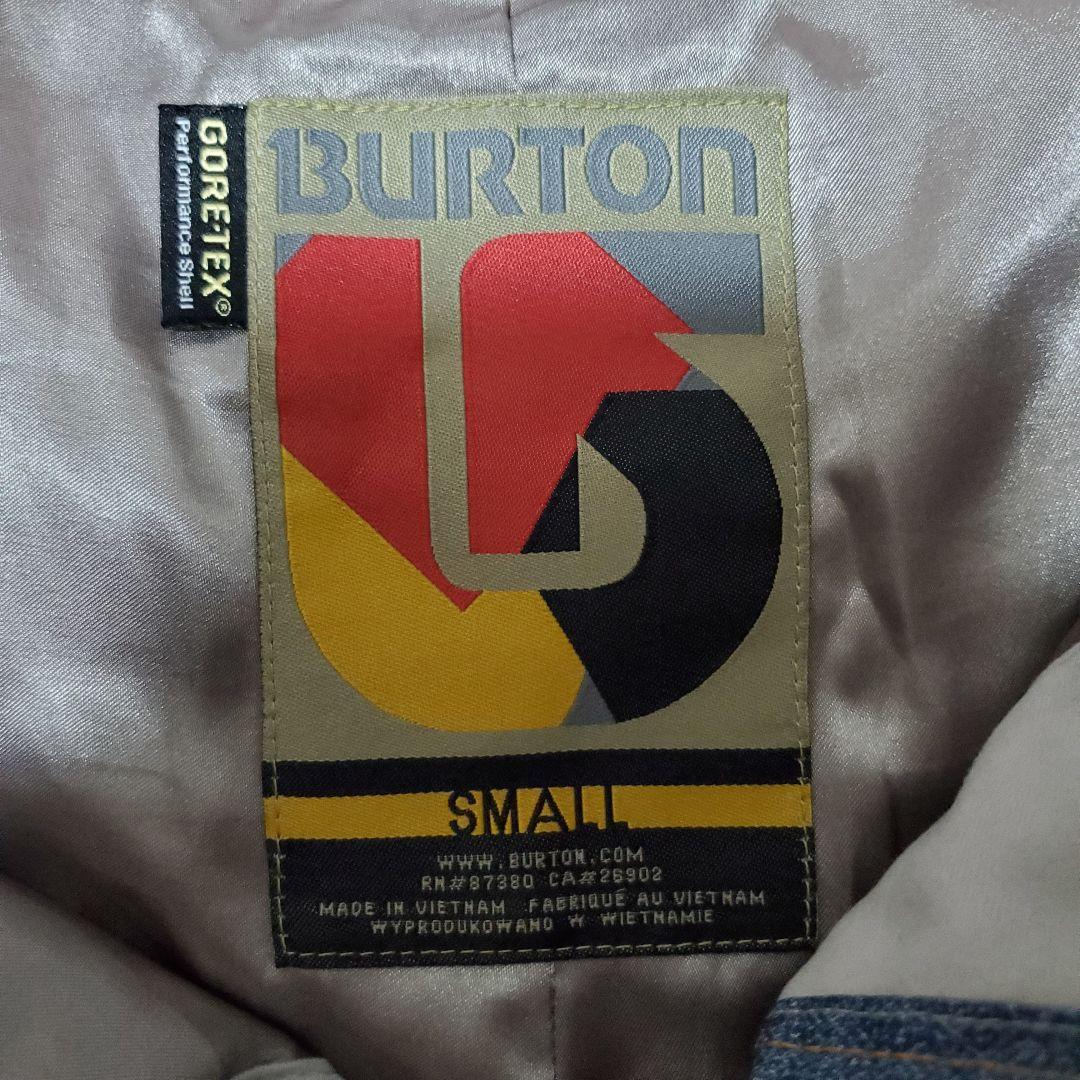 GORE-TEX®
Performance Shell
BURTON
SMALL
WWW.BURTON.COM
RN#87380 CA#26902
MADE IN VIETNAM FABRIQUÉ AU VIETNAM
WYPRODUKOWANO W WIETNAMIE